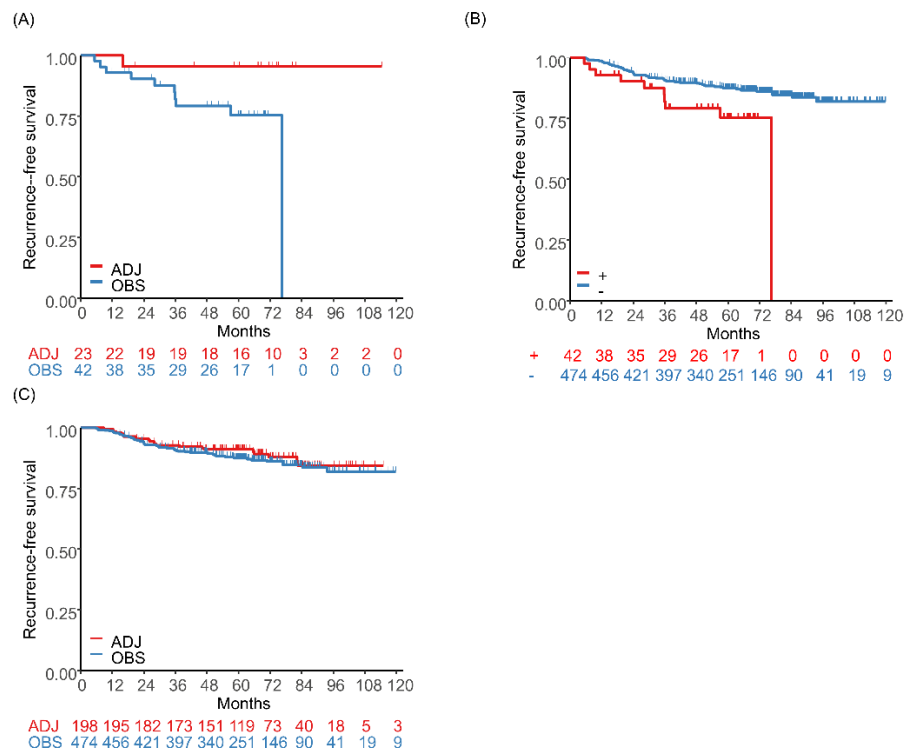 (A)
1.00
0.75
0.50
0.25
0.00
Recurrence--free survival
ADJ
OBS
0 12 24 36 48 60 72 84 96 108 120
Months
ADJ 23 22 19 19 18 16 10 3 2 2 0
OBS 42 38 35 29 26 17 1 0 0 0 0
(B)
1.00
0.75
0.50
0.25
0.00
Recurrence-free survival
+
-
0 12 24 36 48 60 72 84 96 108 120
Months
+ 42 38 35 29 26 17 1 0 0 0 0
- 474 456 421 397 340 251 146 90 41 19 9
(C)
1.00
0.75
0.50
0.25
0.00
Recurrence-free survival
ADJ
OBS
0 12 24 36 48 60 72 84 96 108 120
Months
ADJ 198 195 182 173 151 119 73 40 18 5 3
OBS 474 456 421 397 340 251 146 90 41 19 9